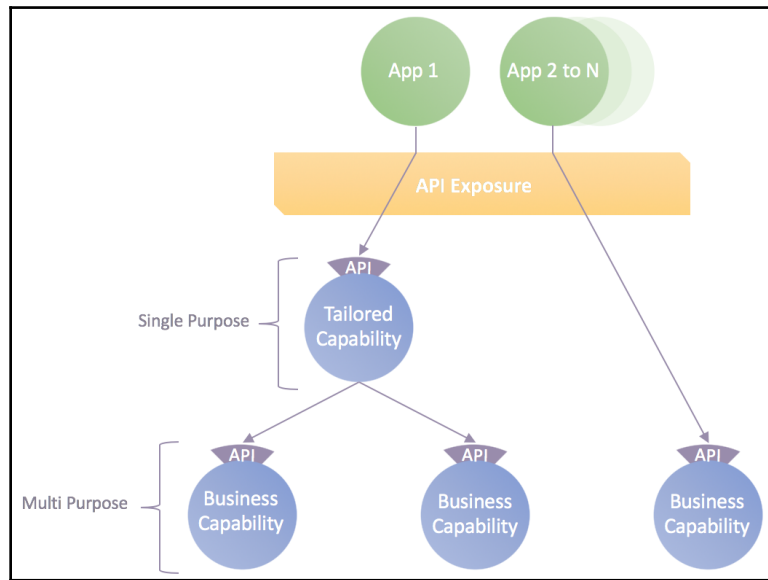 App 1
App 2 to N
API Exposure
API
Single Purpose
Tailored
Capability
API
API
API
Multi Purpose
Business
Capability
Business
Capability
Business
Capability